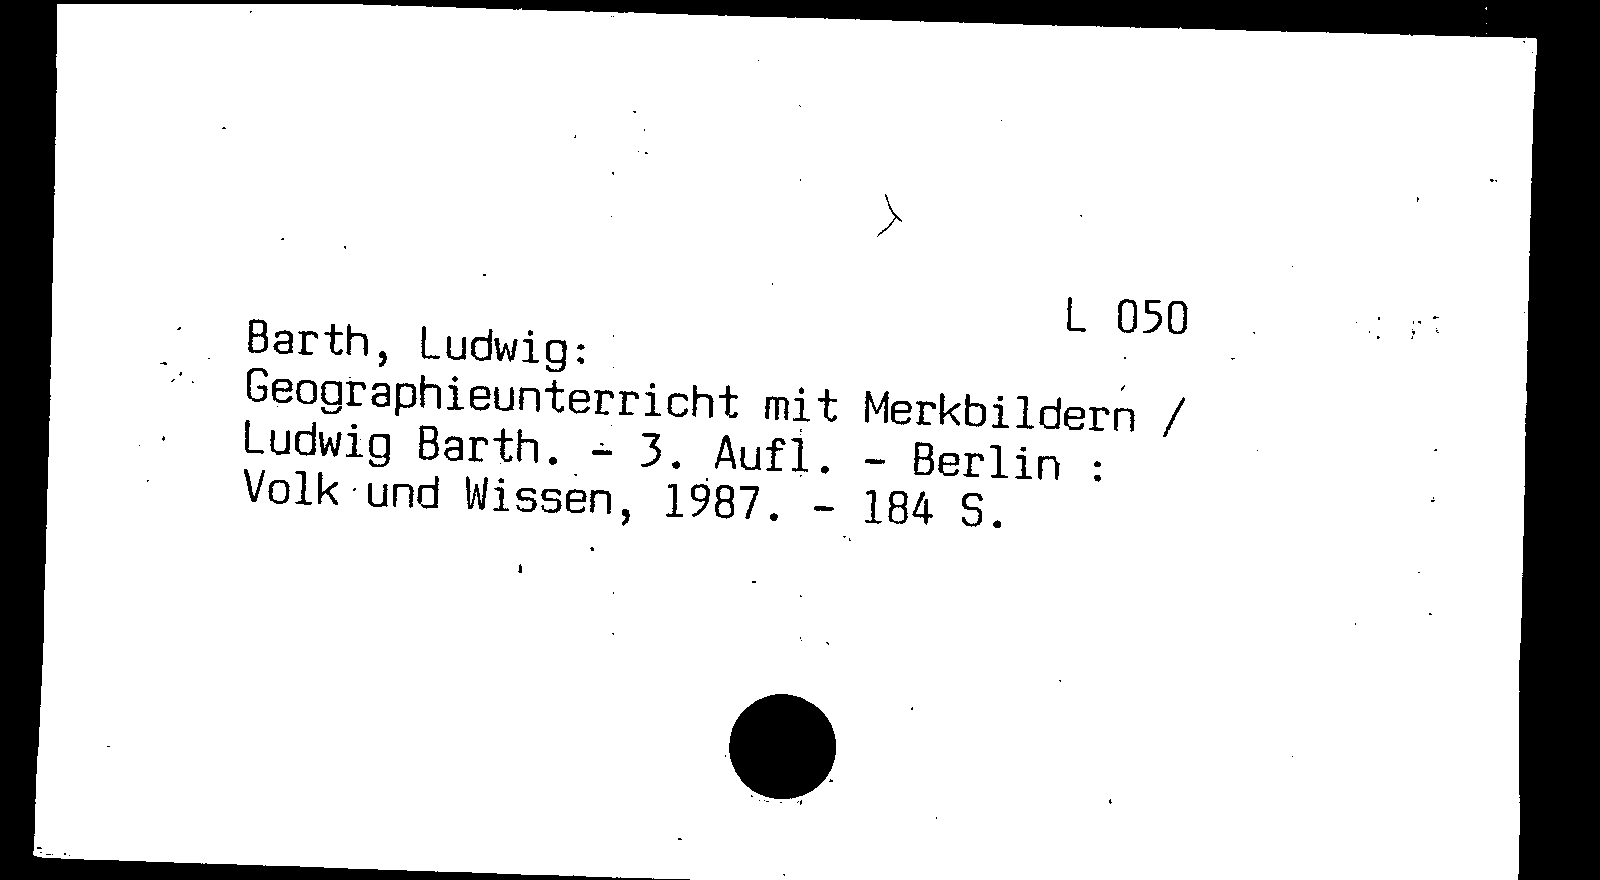 L 050
Barth, Ludwig:
Geographieunterricht mit Merkbildern /
Ludwig Barth. - 3. Aufl. - Berlin :
Volk und Wissen, 1987. - 184 S.